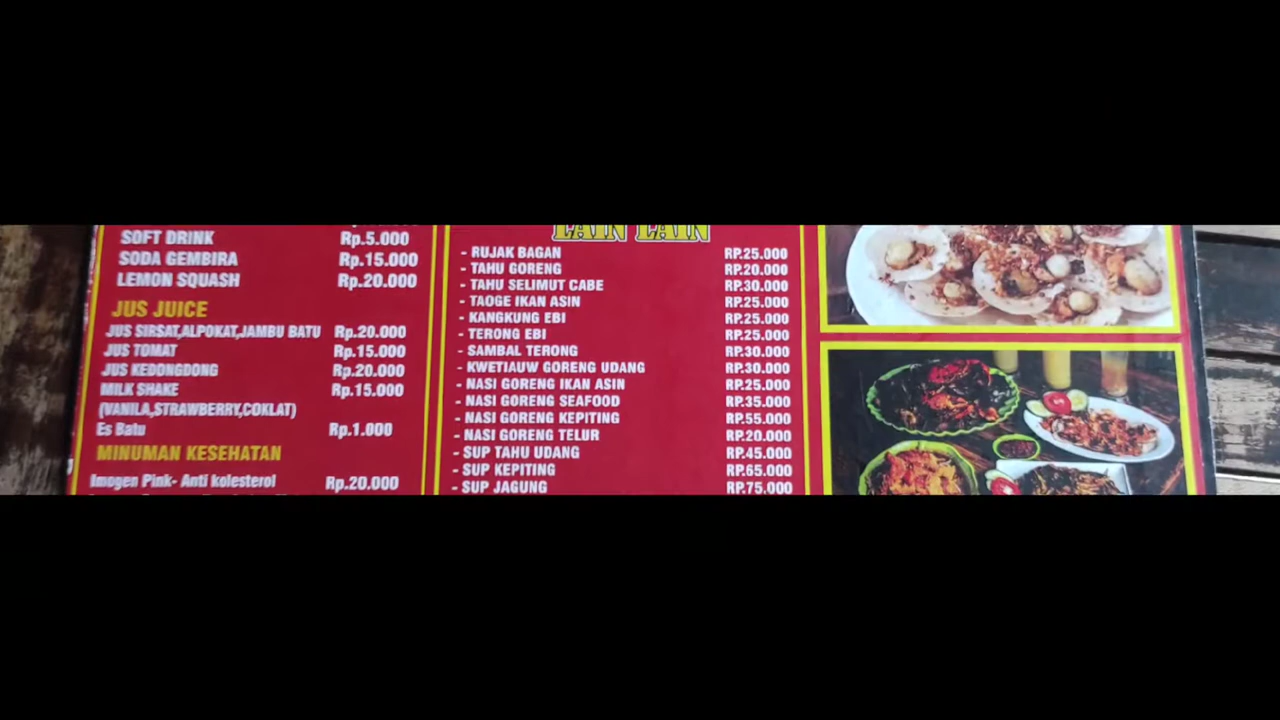 SOFT DRINK Rp.5.000
SODA GEMBIRA Rp.15.000
LEMON SQUASH Rp.20.000
JUS JUICE
JUS SIRSAT,ALPOKAT,JAMBU BATU Rp.20.000
JUS TOMAT Rp.15.000
JUS KEDONGDONG Rp.20.000
MILK SHAKE Rp.15.000
(VANILA,STRAWBERRY,COKLAT)
Es Batu Rp.1.000
MINUMAN KESEHATAN
Imogen Pink- Anti kolesterol Rp.20.000
LAIN LAIN
- RUJAK BAGAN RP.25.000
- TAHU GORENG RP.20.000
- TAHU SELIMUT CABE RP.30.000
- TAOGE IKAN ASIN RP.25.000
- KANGKUNG EBI RP.25.000
- TERONG EBI RP.25.000
- SAMBAL TERONG RP.30.000
- KWETIAUW GORENG UDANG RP.30.000
- NASI GORENG IKAN ASIN RP.25.000
- NASI GORENG SEAFOOD RP.35.000
- NASI GORENG KEPITING RP.55.000
- NASI GORENG TELUR RP.20.000
- SUP TAHU UDANG RP.45.000
- SUP KEPITING RP.65.000
- SUP JAGUNG RP.75.000